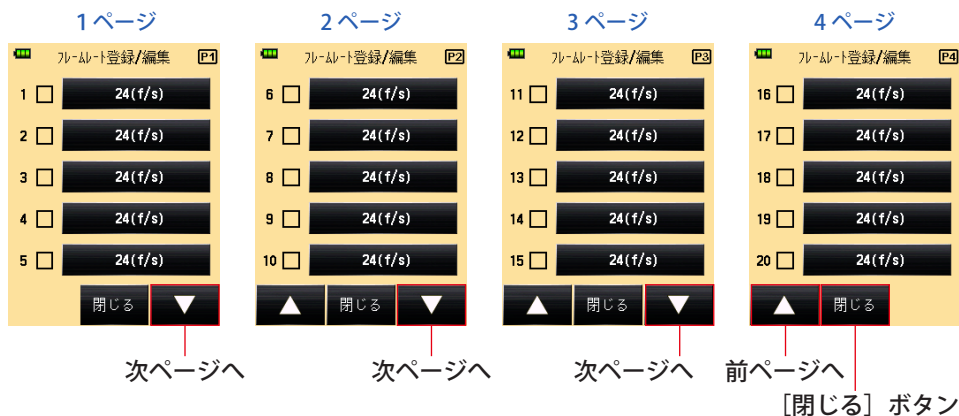 1 ページ
ﾌﾚｰﾑﾚｰﾄ登録/編集 P1
1 24(f/s)
2 24(f/s)
3 24(f/s)
4 24(f/s)
5 24(f/s)
閉じる ▼
次ページへ
2 ページ
ﾌﾚｰﾑﾚｰﾄ登録/編集 P2
6 24(f/s)
7 24(f/s)
8 24(f/s)
9 24(f/s)
10 24(f/s)
▲ 閉じる ▼
次ページへ
3 ページ
ﾌﾚｰﾑﾚｰﾄ登録/編集 P3
11 24(f/s)
12 24(f/s)
13 24(f/s)
14 24(f/s)
15 24(f/s)
▲ 閉じる ▼
次ページへ
4 ページ
ﾌﾚｰﾑﾚｰﾄ登録/編集 P4
16 24(f/s)
17 24(f/s)
18 24(f/s)
19 24(f/s)
20 24(f/s)
▲ 閉じる
前ページへ
［閉じる］ボタン